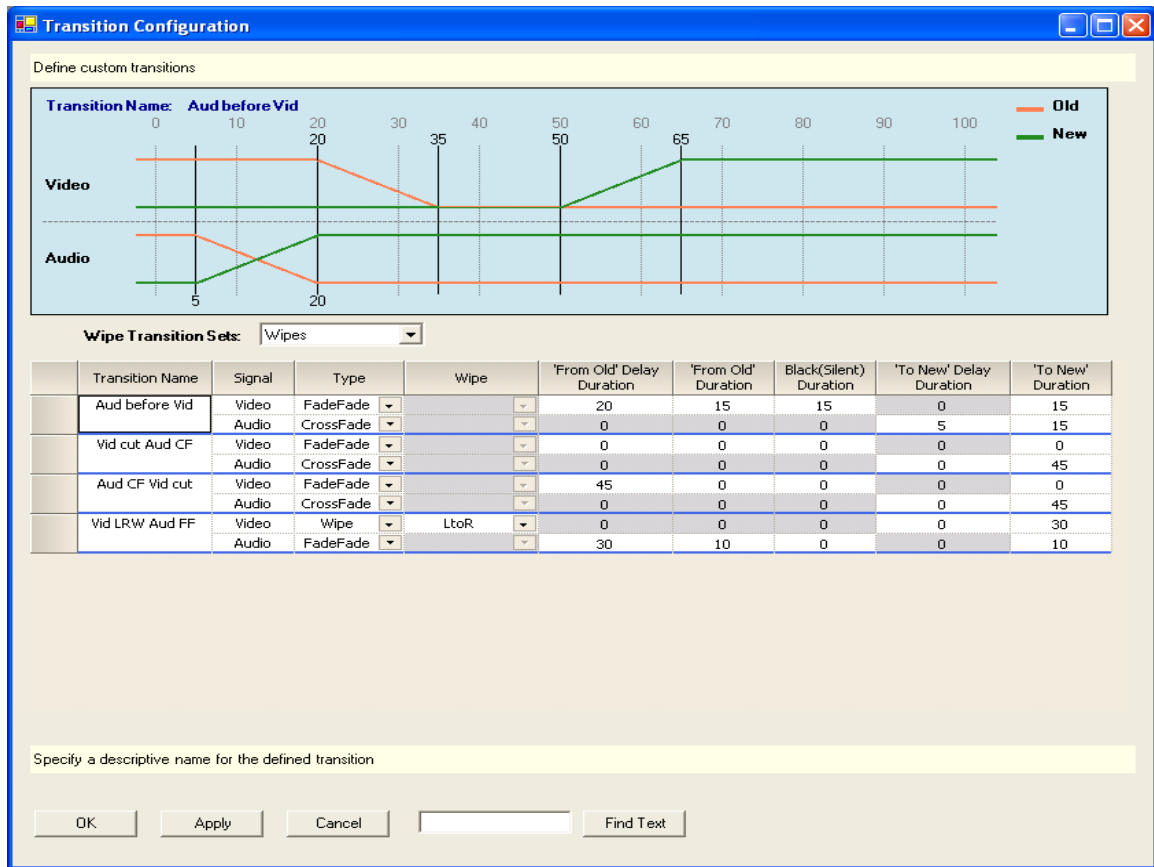 Transition Configuration
Define custom transitions
Transition Name: Aud before Vid
Old
New
0 10 20 30 40 50 60 70 80 90 100
20 35 50 65
Video
Audio
5 20
Wipe Transition Sets: Wipes
Transition Name Signal Type Wipe 'From Old' Delay Duration 'From Old' Duration Black(Silent) Duration 'To New' Delay Duration 'To New' Duration
Aud before Vid Video FadeFade 20 15 15 0 15
Audio CrossFade 0 0 0 5 15
Vid cut Aud CF Video FadeFade 0 0 0 0 0
Audio CrossFade 0 0 0 0 45
Aud CF Vid cut Video FadeFade 45 0 0 0 0
Audio CrossFade 0 0 0 0 45
Vid LRW Aud FF Video Wipe LtoR 0 0 0 0 30
Audio FadeFade 30 10 0 0 10
Specify a descriptive name for the defined transition
OK Apply Cancel Find Text